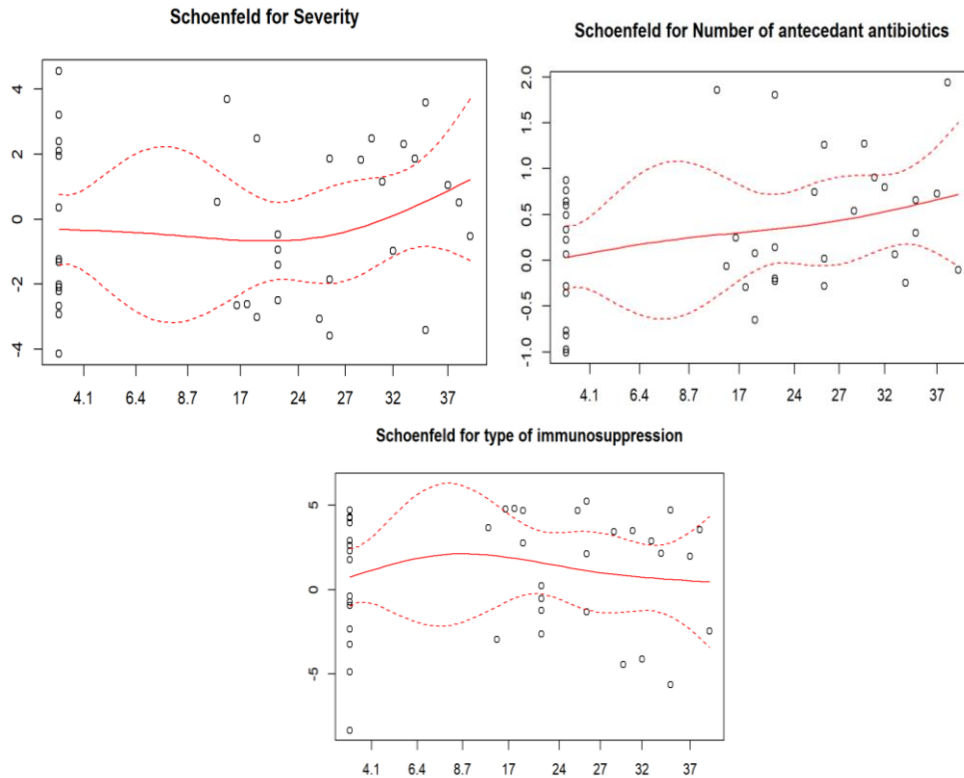 Schoenfeld for Severity
4
2
0
-2
-4
4.1 6.4 8.7 17 24 27 32 37
Schoenfeld for Number of antecedant antibiotics
2.0
1.5
1.0
0.5
0.0
-0.5
-1.0
4.1 6.4 8.7 17 24 27 32 37
Schoenfeld for type of immunosuppression
5
0
-5
4.1 6.4 8.7 17 24 27 32 37